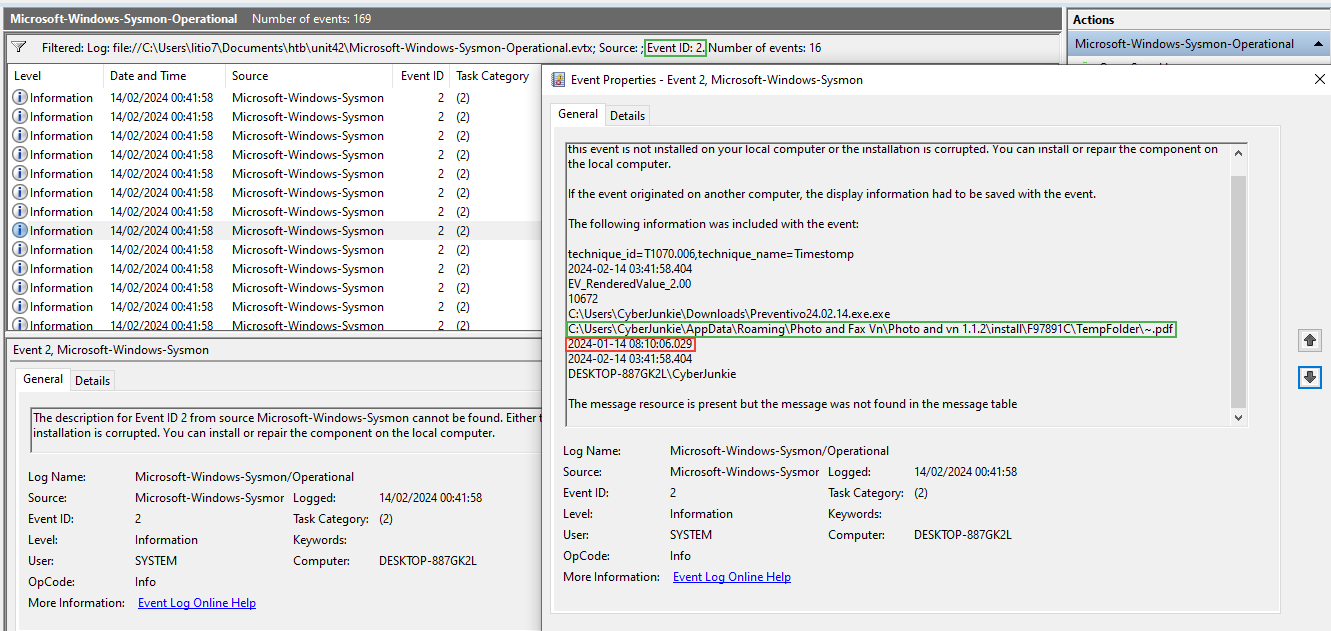 Microsoft-Windows-Sysmon-Operational Number of events: 169
Filtered: Log: file://C:\Users\litio7\Documents\htb\unit42\Microsoft-Windows-Sysmon-Operational.evtx; Source: ; Event ID: 2. Number of events: 16
Level Date and Time Source Event ID Task Category
Information 14/02/2024 00:41:58 Microsoft-Windows-Sysmon 2 (2)
Information 14/02/2024 00:41:58 Microsoft-Windows-Sysmon 2 (2)
Information 14/02/2024 00:41:58 Microsoft-Windows-Sysmon 2 (2)
Information 14/02/2024 00:41:58 Microsoft-Windows-Sysmon 2 (2)
Information 14/02/2024 00:41:58 Microsoft-Windows-Sysmon 2 (2)
Information 14/02/2024 00:41:58 Microsoft-Windows-Sysmon 2 (2)
Information 14/02/2024 00:41:58 Microsoft-Windows-Sysmon 2 (2)
Information 14/02/2024 00:41:58 Microsoft-Windows-Sysmon 2 (2)
Information 14/02/2024 00:41:58 Microsoft-Windows-Sysmon 2 (2)
Information 14/02/2024 00:41:58 Microsoft-Windows-Sysmon 2 (2)
Information 14/02/2024 00:41:58 Microsoft-Windows-Sysmon 2 (2)
Information 14/02/2024 00:41:58 Microsoft-Windows-Sysmon 2 (2)
Information 14/02/2024 00:41:58 Microsoft-Windows-Sysmon 2 (2)
Event 2, Microsoft-Windows-Sysmon
General Details
The description for Event ID 2 from source Microsoft-Windows-Sysmon cannot be found. Either t
installation is corrupted. You can install or repair the component on the local computer.
Log Name: Microsoft-Windows-Sysmon/Operational
Source: Microsoft-Windows-Sysmor Logged: 14/02/2024 00:41:58
Event ID: 2 Task Category: (2)
Level: Information Keywords:
User: SYSTEM Computer: DESKTOP-887GK2L
OpCode: Info
More Information: Event Log Online Help
Actions
Microsoft-Windows-Sysmon-Operational
Event Properties - Event 2, Microsoft-Windows-Sysmon
General Details
this event is not installed on your local computer or the installation is corrupted. You can install or repair the component on
the local computer.
If the event originated on another computer, the display information had to be saved with the event.
The following information was included with the event:
technique_id=T1070.006,technique_name=Timestomp
2024-02-14 03:41:58.404
EV_RenderedValue_2.00
10672
C:\Users\CyberJunkie\Downloads\Preventivo24.02.14.exe.exe
C:\Users\CyberJunkie\AppData\Roaming\Photo and Fax Vn\Photo and vn 1.1.2\install\F97891C\TempFolder\~.pdf
2024-01-14 08:10:06.029
2024-02-14 03:41:58.404
DESKTOP-887GK2L\CyberJunkie
The message resource is present but the message was not found in the message table
Log Name: Microsoft-Windows-Sysmon/Operational
Source: Microsoft-Windows-Sysmor Logged: 14/02/2024 00:41:58
Event ID: 2 Task Category: (2)
Level: Information Keywords:
User: SYSTEM Computer: DESKTOP-887GK2L
OpCode: Info
More Information: Event Log Online Help